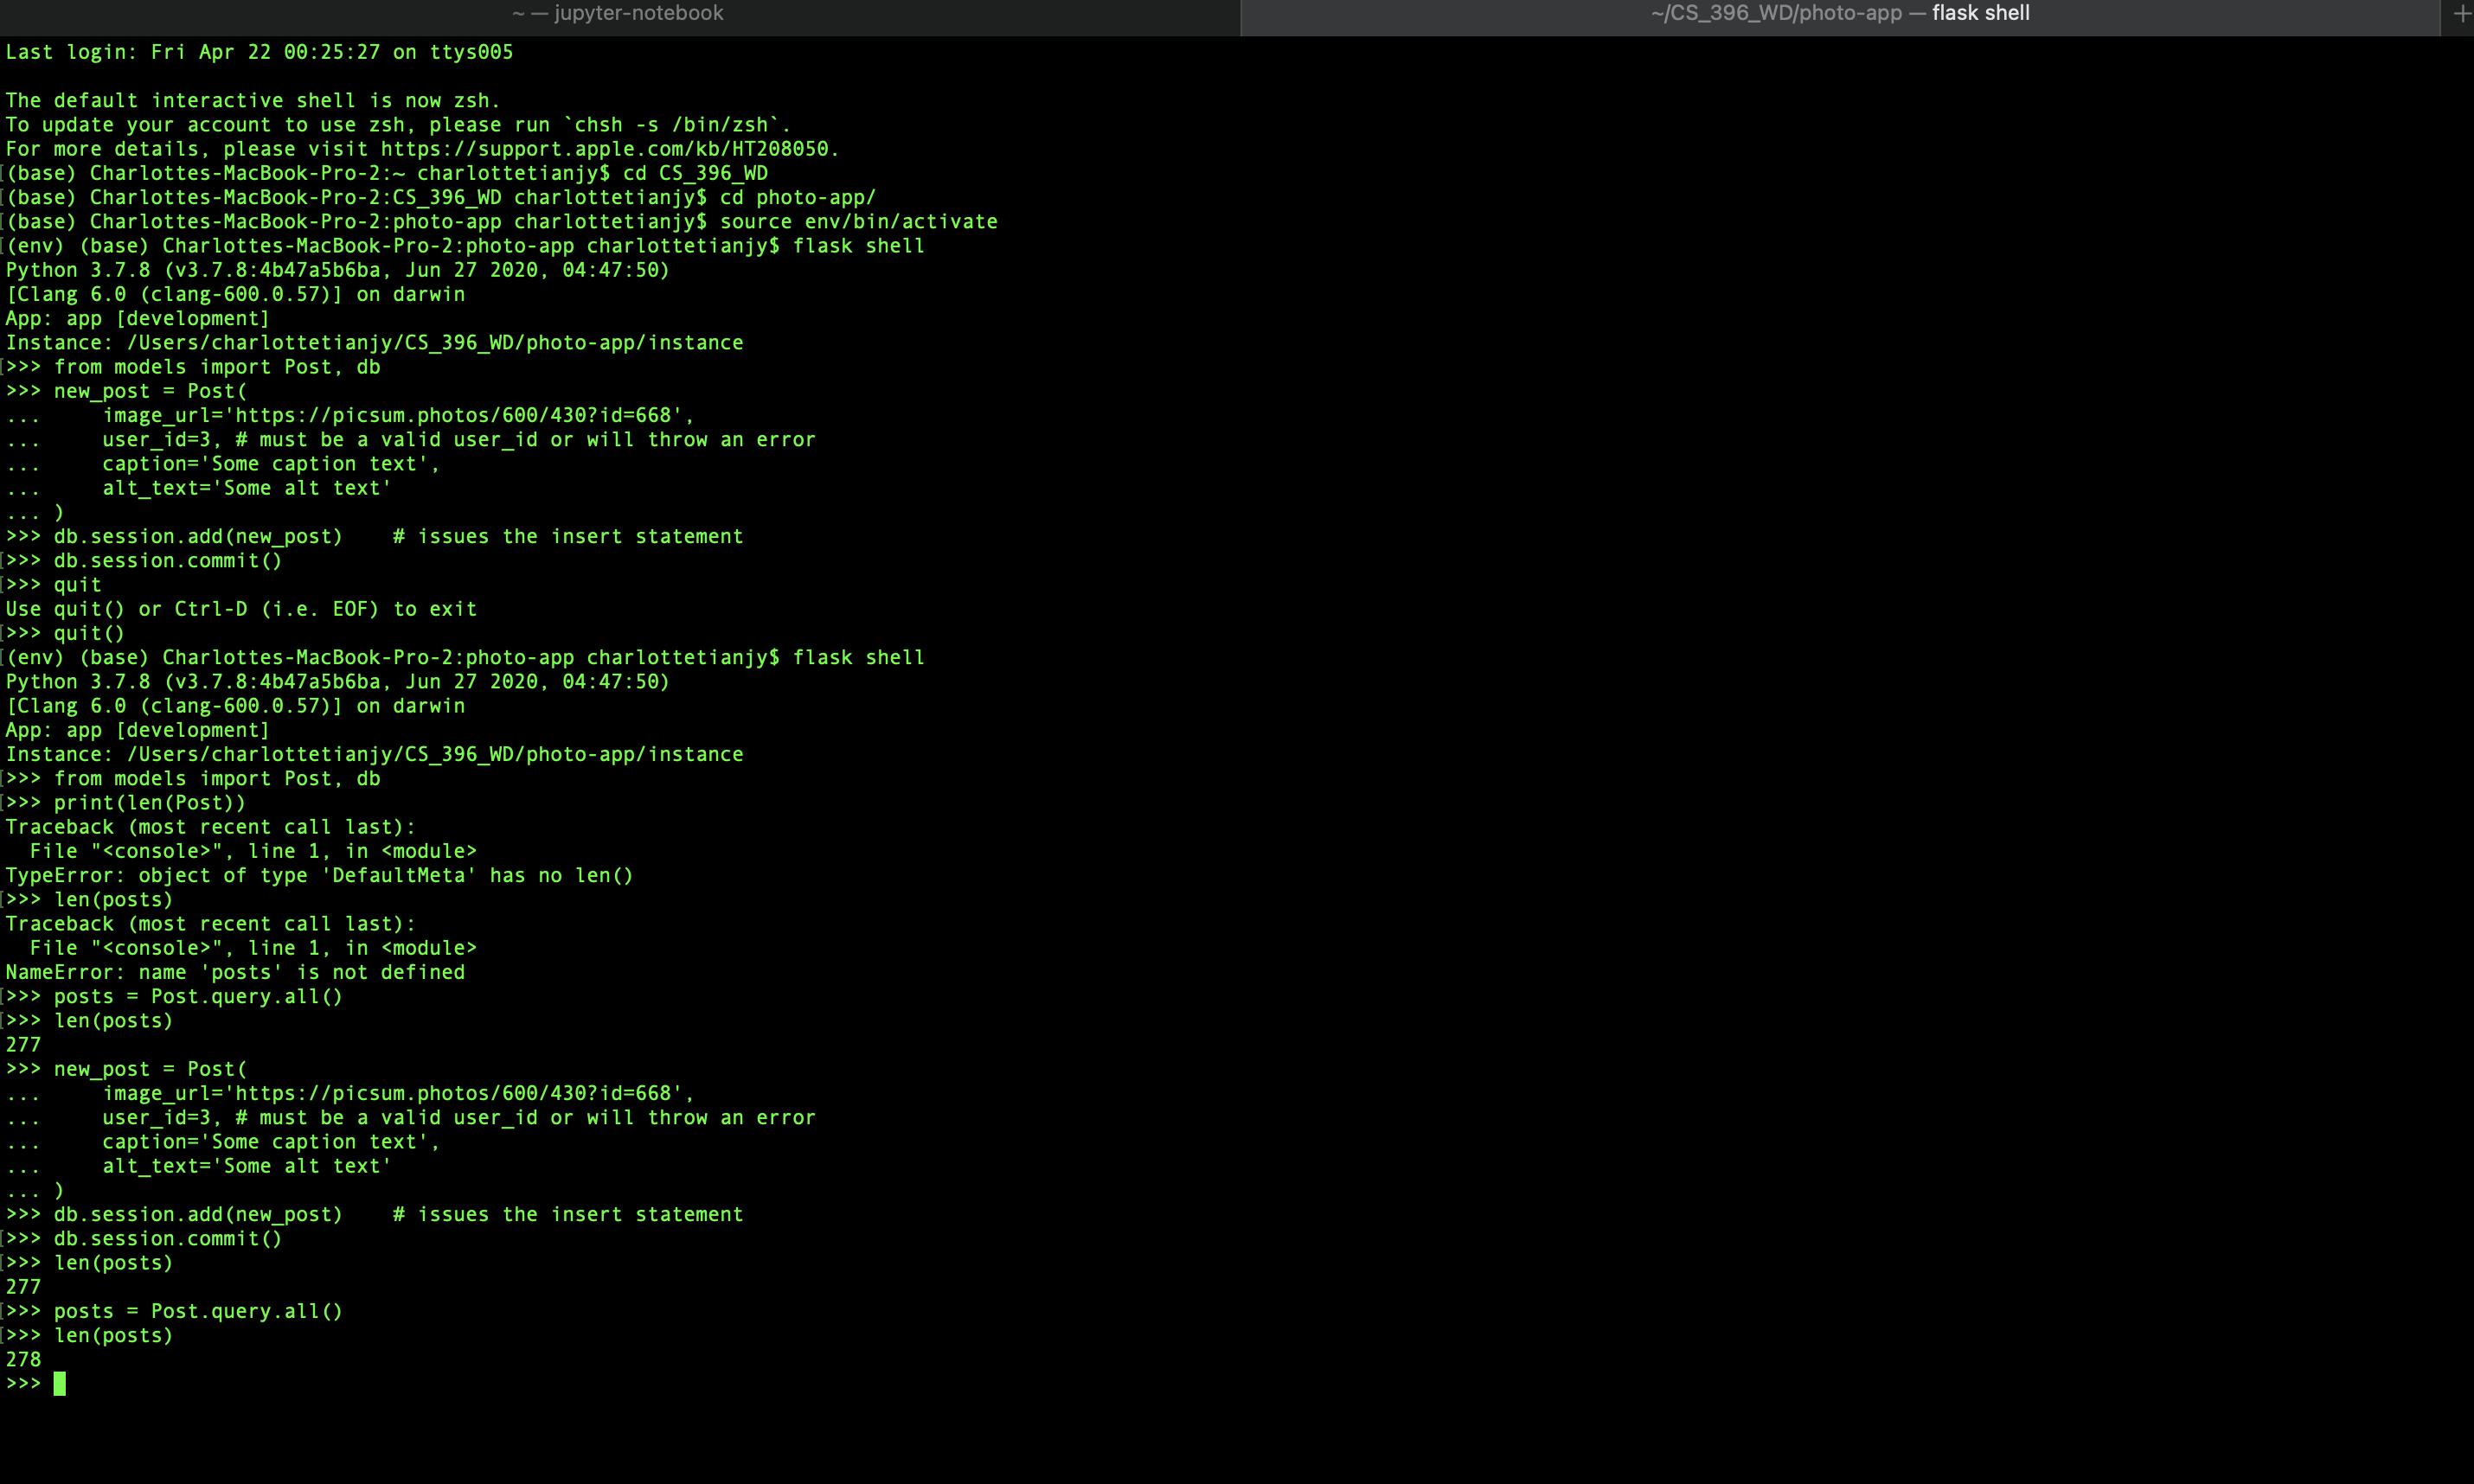 ~ — jupyter-notebook
~/CS_396_WD/photo-app — flask shell
+
Last login: Fri Apr 22 00:25:27 on ttys005
The default interactive shell is now zsh.
To update your account to use zsh, please run `chsh -s /bin/zsh`.
For more details, please visit https://support.apple.com/kb/HT208050.
[(base) Charlottes-MacBook-Pro-2:~ charlottetianjy$ cd CS_396_WD
[(base) Charlottes-MacBook-Pro-2:CS_396_WD charlottetianjy$ cd photo-app/
[(base) Charlottes-MacBook-Pro-2:photo-app charlottetianjy$ source env/bin/activate
[(env) (base) Charlottes-MacBook-Pro-2:photo-app charlottetianjy$ flask shell
Python 3.7.8 (v3.7.8:4b47a5b6ba, Jun 27 2020, 04:47:50)
[Clang 6.0 (clang-600.0.57)] on darwin
App: app [development]
Instance: /Users/charlottetianjy/CS_396_WD/photo-app/instance
[>>> from models import Post, db
>>> new_post = Post(
...     image_url='https://picsum.photos/600/430?id=668',
...     user_id=3, # must be a valid user_id or will throw an error
...     caption='Some caption text',
...     alt_text='Some alt text'
... )
>>> db.session.add(new_post)    # issues the insert statement
[>>> db.session.commit()
[>>> quit
Use quit() or Ctrl-D (i.e. EOF) to exit
[>>> quit()
[(env) (base) Charlottes-MacBook-Pro-2:photo-app charlottetianjy$ flask shell
Python 3.7.8 (v3.7.8:4b47a5b6ba, Jun 27 2020, 04:47:50)
[Clang 6.0 (clang-600.0.57)] on darwin
App: app [development]
Instance: /Users/charlottetianjy/CS_396_WD/photo-app/instance
[>>> from models import Post, db
[>>> print(len(Post))
Traceback (most recent call last):
  File "<console>", line 1, in <module>
TypeError: object of type 'DefaultMeta' has no len()
[>>> len(posts)
Traceback (most recent call last):
  File "<console>", line 1, in <module>
NameError: name 'posts' is not defined
[>>> posts = Post.query.all()
[>>> len(posts)
277
>>> new_post = Post(
...     image_url='https://picsum.photos/600/430?id=668',
...     user_id=3, # must be a valid user_id or will throw an error
...     caption='Some caption text',
...     alt_text='Some alt text'
... )
>>> db.session.add(new_post)    # issues the insert statement
[>>> db.session.commit()
[>>> len(posts)
277
[>>> posts = Post.query.all()
[>>> len(posts)
278
>>>